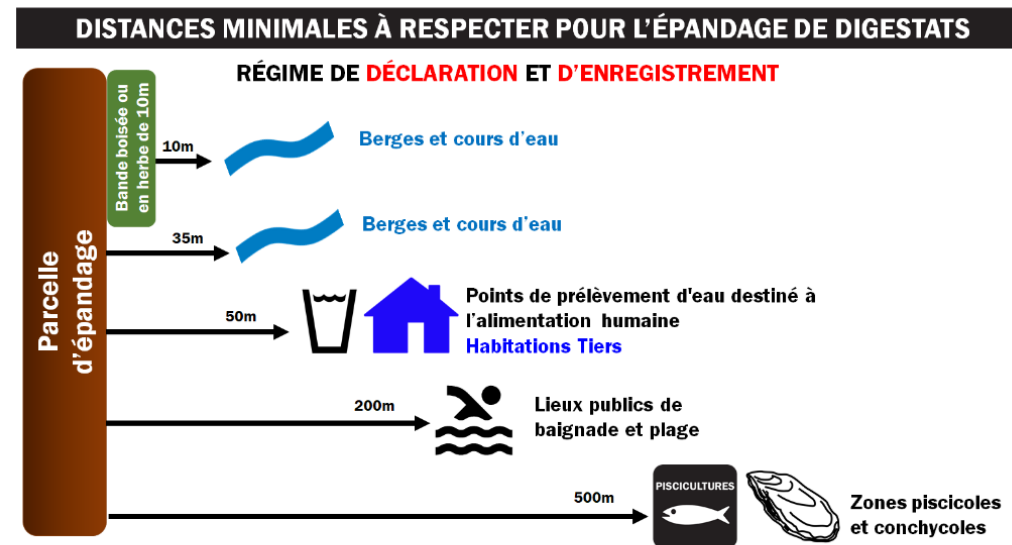 DISTANCES MINIMALES À RESPECTER POUR L'ÉPANDAGE DE DIGESTATS
RÉGIME DE DÉCLARATION ET D'ENREGISTREMENT
Parcelle
d'épandage
Bande boisée ou
en herbe de 10m
10m
Berges et cours d'eau
35m
Berges et cours d'eau
50m
Points de prélèvement d'eau destiné à
l'alimentation humaine
Habitations Tiers
200m
Lieux publics de
baignade et plage
500m
PISCICULTURES
Zones piscicoles
et conchycoles